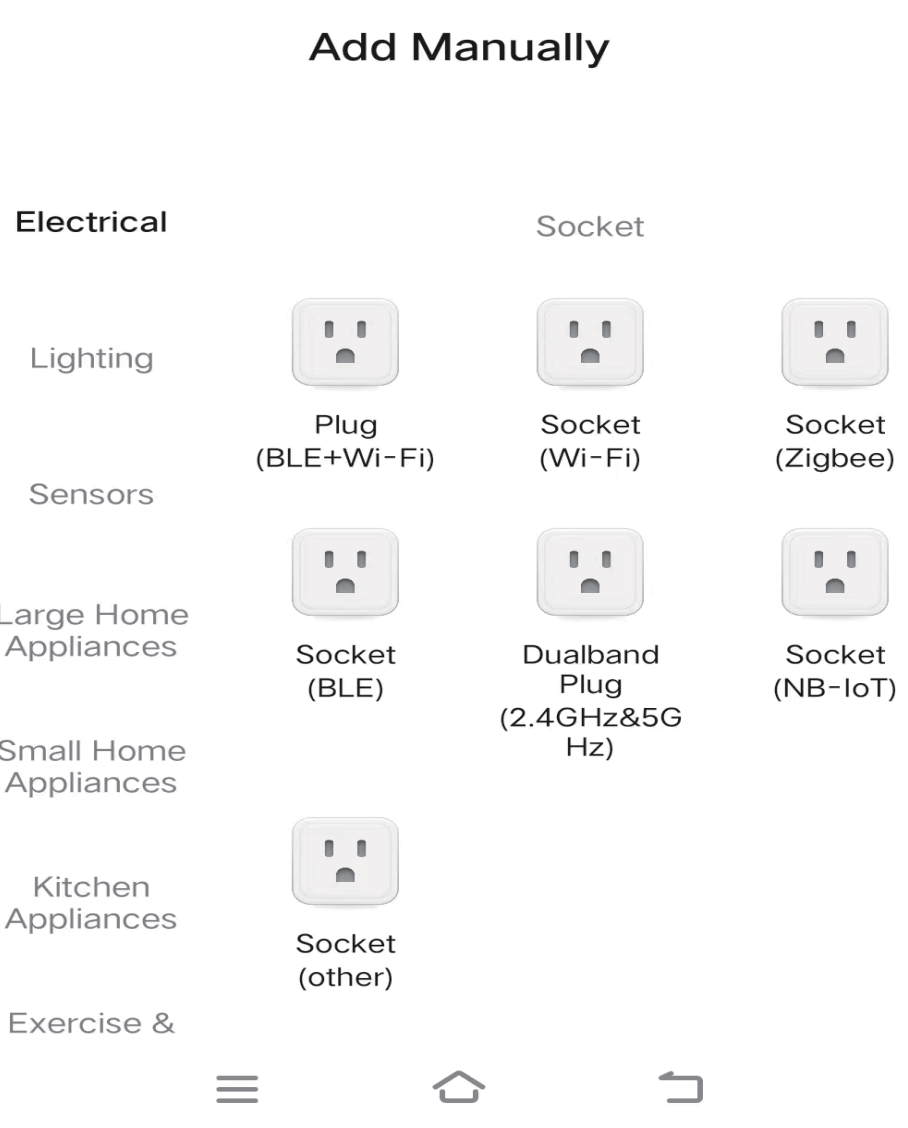 Add Manually
Electrical
Lighting
Sensors
Large Home
Appliances
Small Home
Appliances
Kitchen
Appliances
Exercise &
Socket
Plug
(BLE+Wi-Fi)
Socket
(Wi-Fi)
Socket
(Zigbee)
Socket
(BLE)
Dualband
Plug
(2.4GHz&5G
Hz)
Socket
(NB-IoT)
Socket
(other)